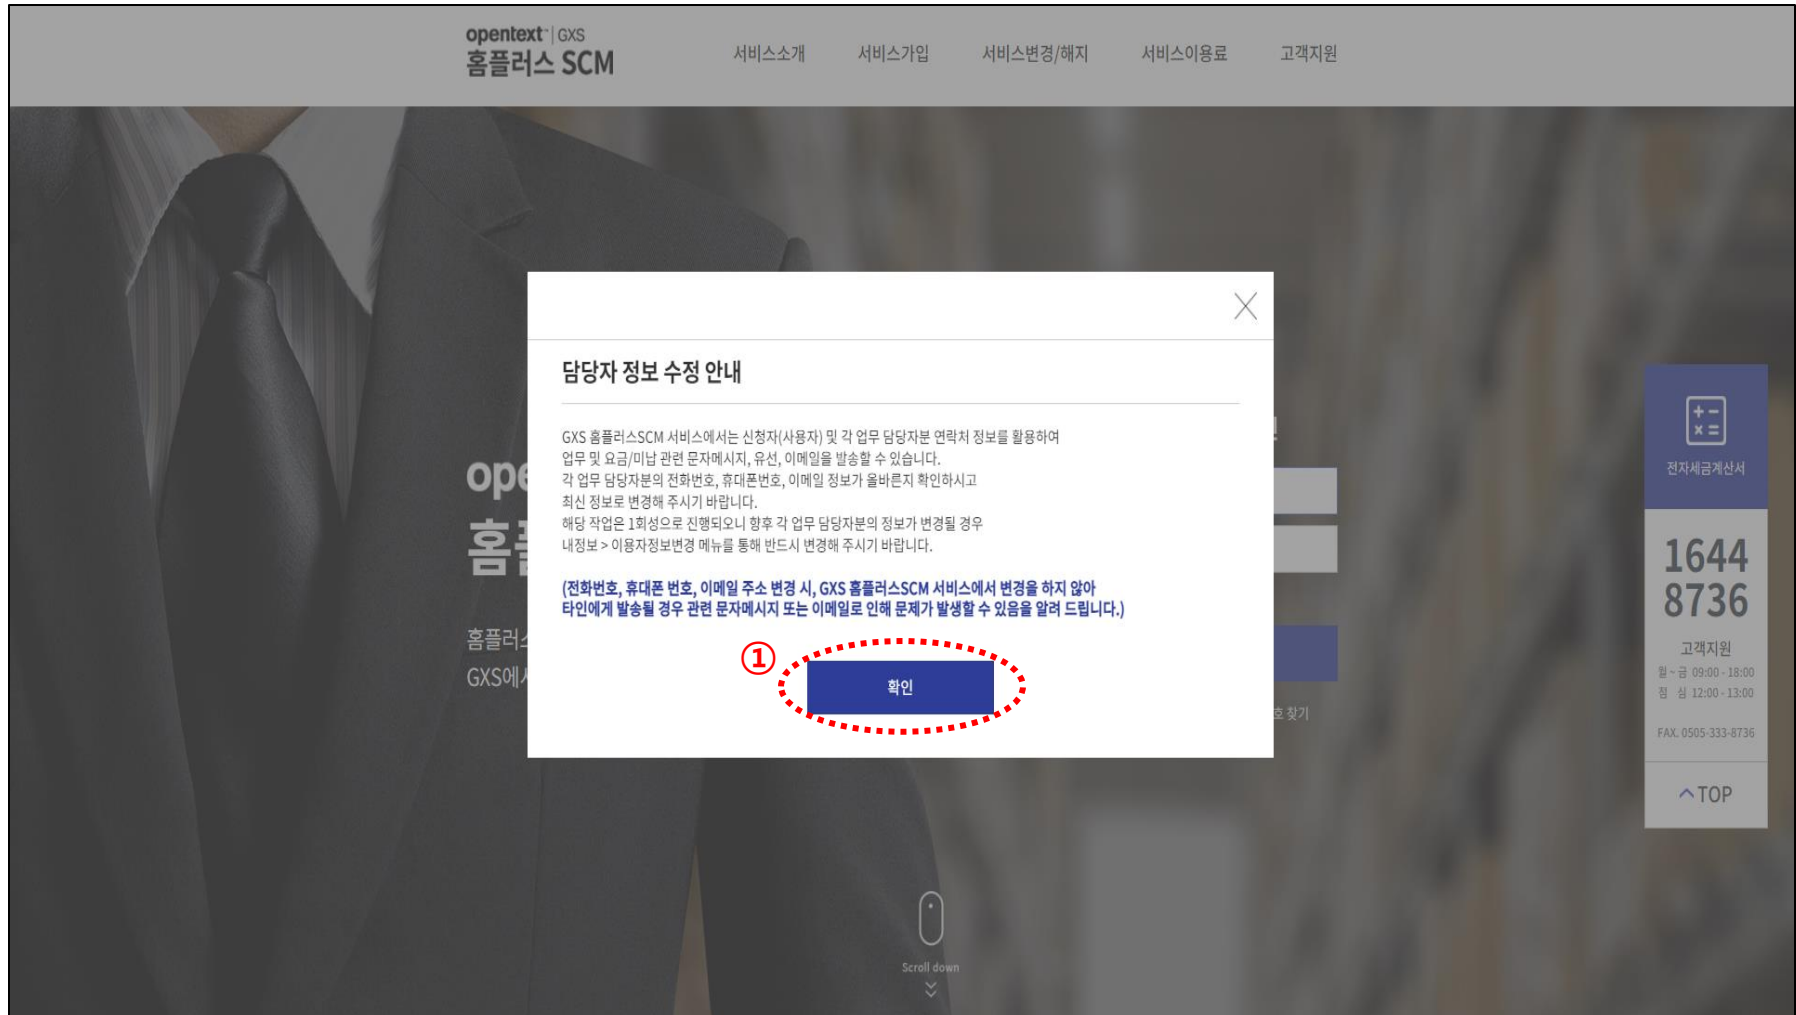 opentext™ | GXS
홈플러스 SCM
서비스소개 서비스가입 서비스변경/해지 서비스이용료 고객지원
담당자 정보 수정 안내
GXS 홈플러스SCM 서비스에서는 신청자(사용자) 및 각 업무 담당자분 연락처 정보를 활용하여
업무 및 요금/미납 관련 문자메시지, 유선, 이메일을 발송할 수 있습니다.
각 업무 담당자분의 전화번호, 휴대폰번호, 이메일 정보가 올바른지 확인하시고
최신 정보로 변경해 주시기 바랍니다.
해당 작업은 1회성으로 진행되오니 향후 각 업무 담당자분의 정보가 변경될 경우
내정보 > 이용자정보변경 메뉴를 통해 반드시 변경해 주시기 바랍니다.
(전화번호, 휴대폰 번호, 이메일 주소 변경 시, GXS 홈플러스SCM 서비스에서 변경을 하지 않아
타인에게 발송될 경우 관련 문자메시지 또는 이메일로 인해 문제가 발생할 수 있음을 알려 드립니다.)
①
확인
ope
홈
홈플러스
GXS에서
호 찾기
전자세금계산서
1644
8736
고객지원
월~금 09:00 - 18:00
점 심 12:00 - 13:00
FAX. 0505-333-8736
TOP
Scroll down